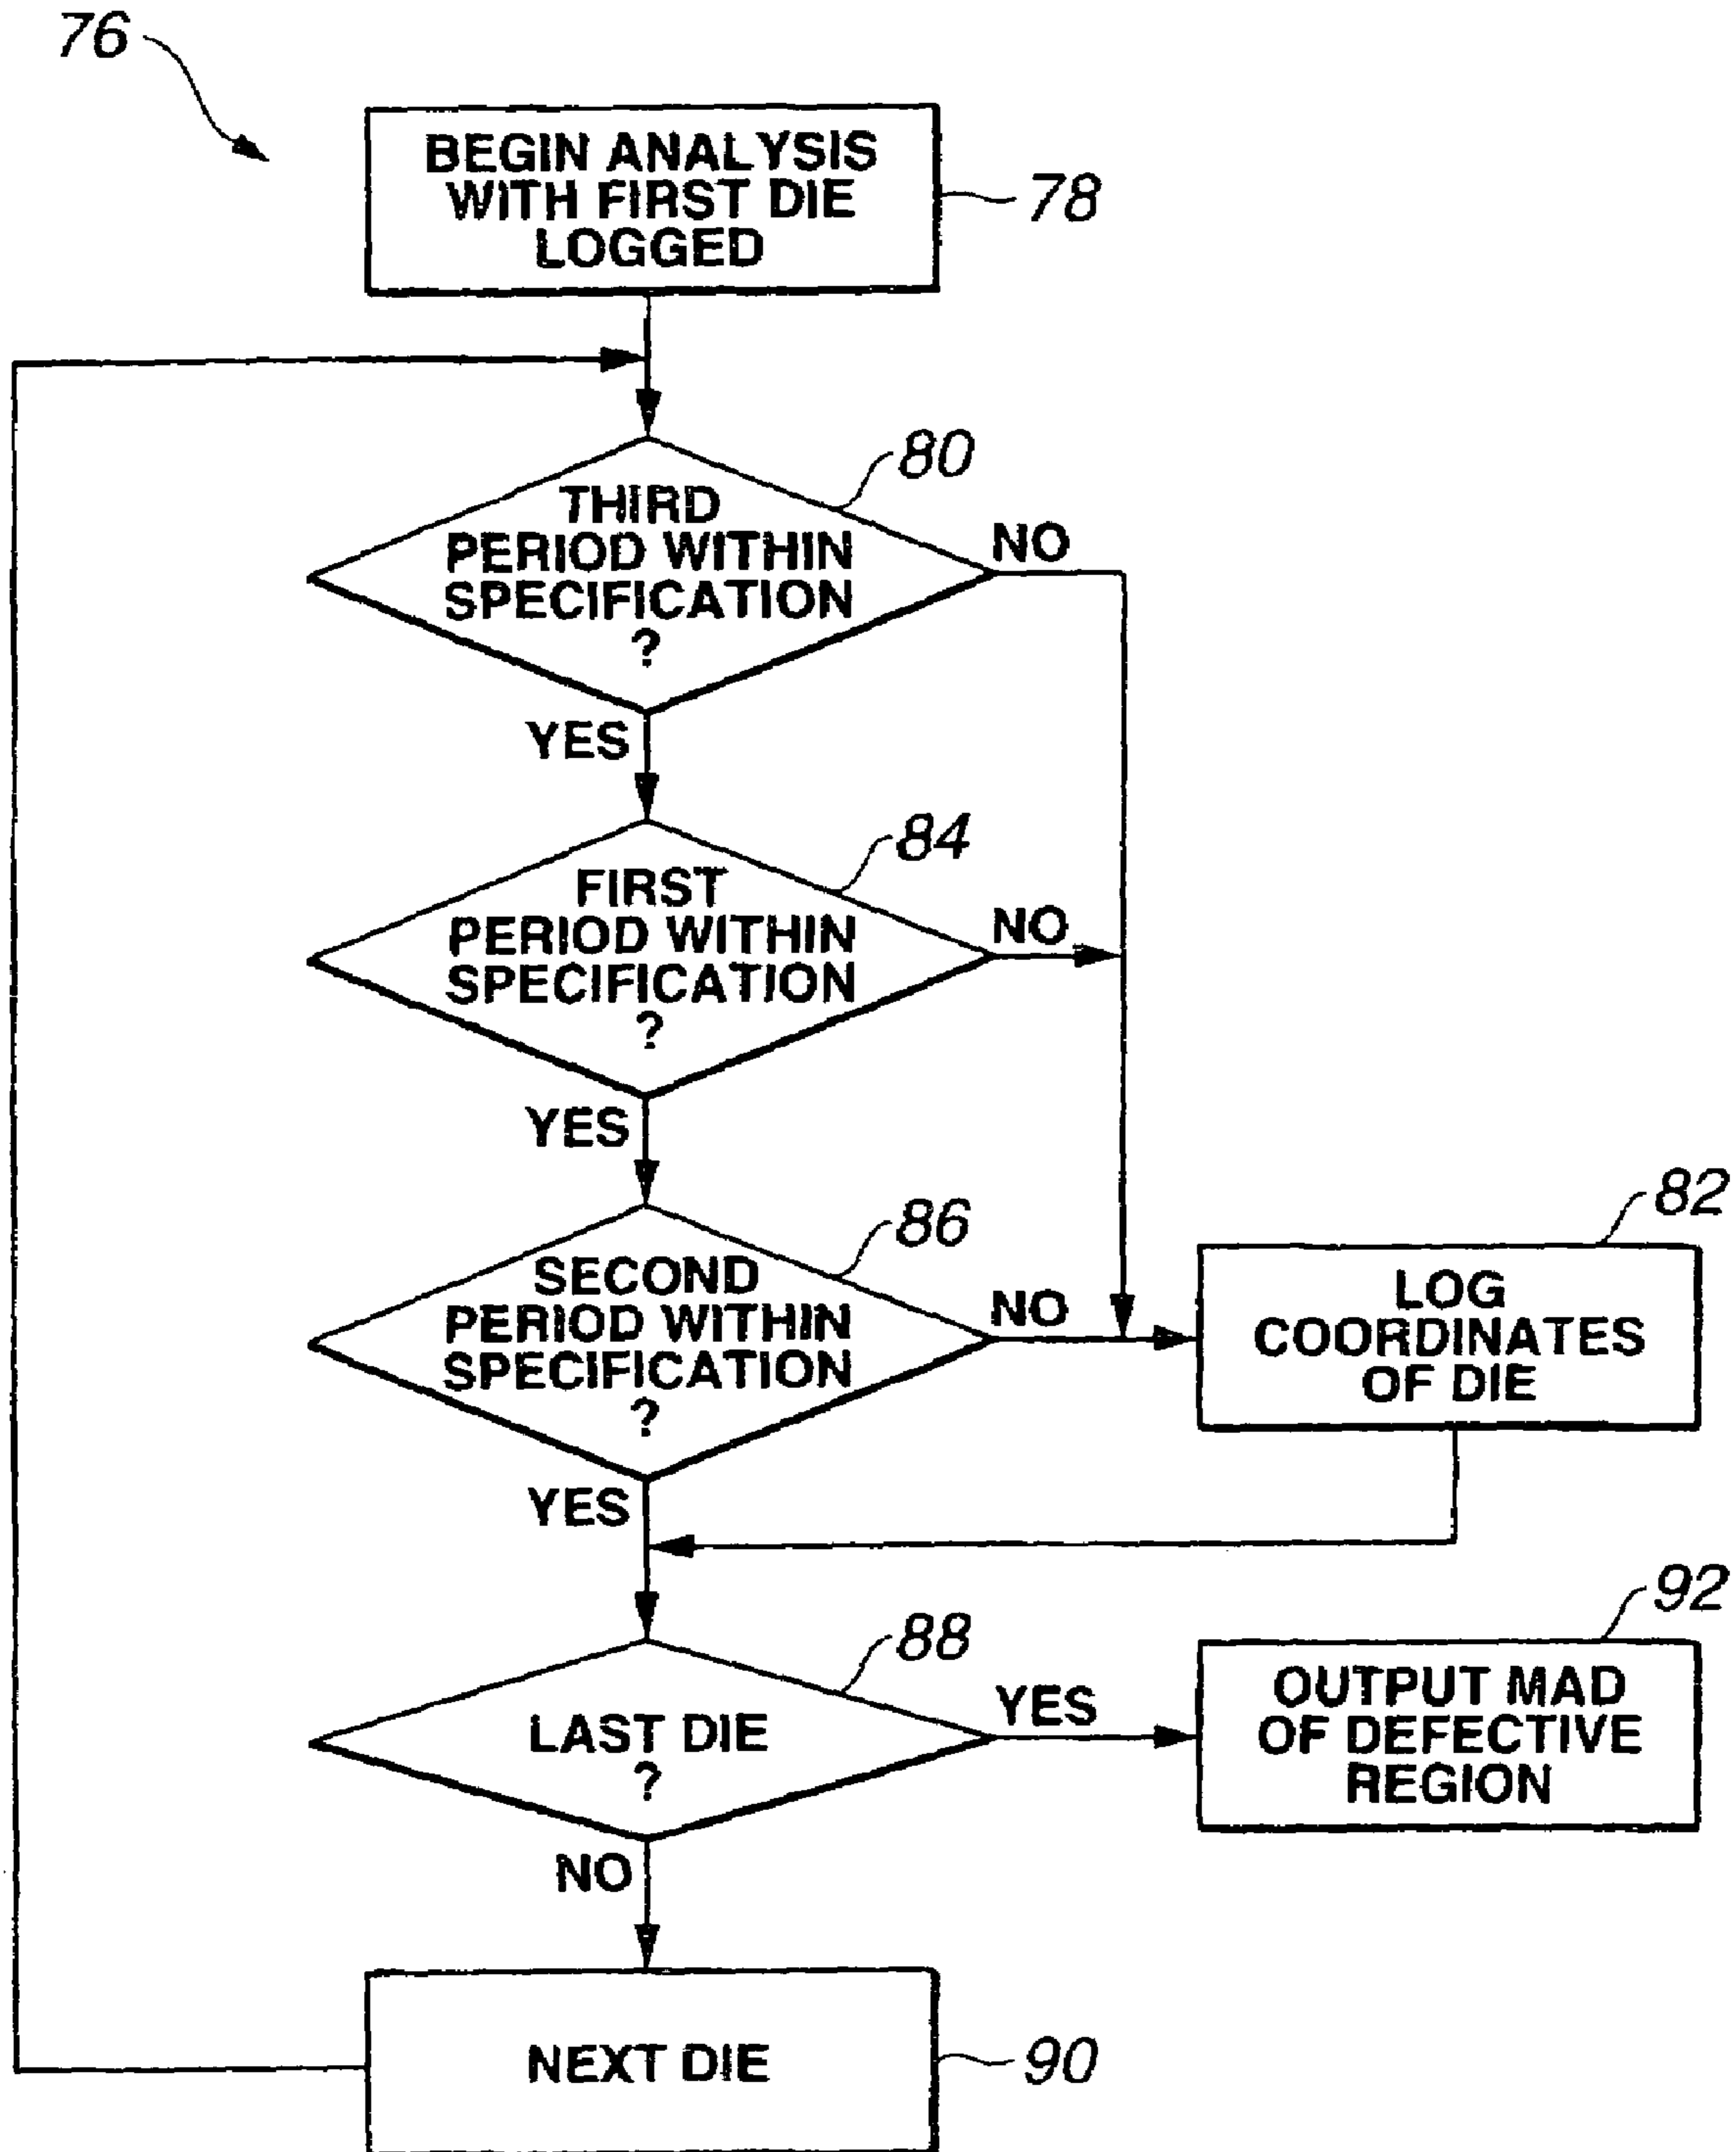 76
BEGIN ANALYSIS
WITH FIRST DIE
LOGGED
78
80
THIRD
PERIOD WITHIN
SPECIFICATION
?
NO
YES
84
FIRST
PERIOD WITHIN
SPECIFICATION
?
NO
YES
86
SECOND
PERIOD WITHIN
SPECIFICATION
?
NO
82
LOG
COORDINATES
OF DIE
YES
88
LAST DIE
?
YES
92
OUTPUT MAD
OF DEFECTIVE
REGION
NO
NEXT DIE
90